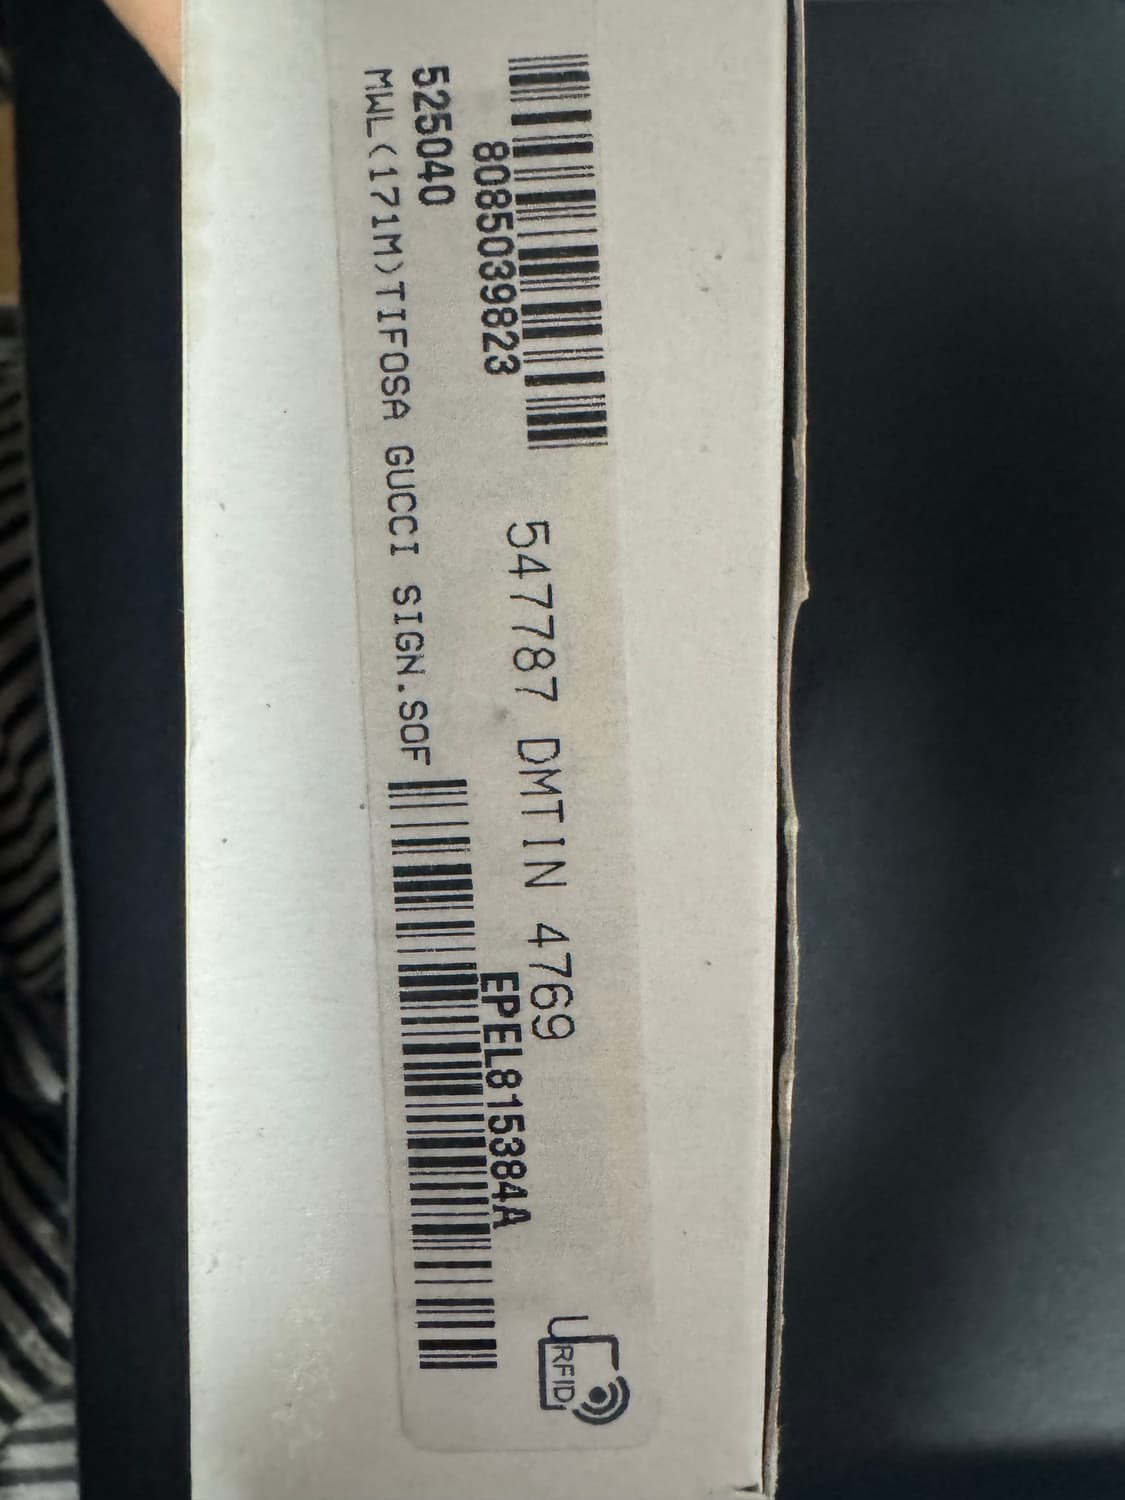 8085039823
547787 DMTIN 4769
525040
EPEL815384A
MWL(171M)TIFOSA GUCCI SIGN.SOF
RFID